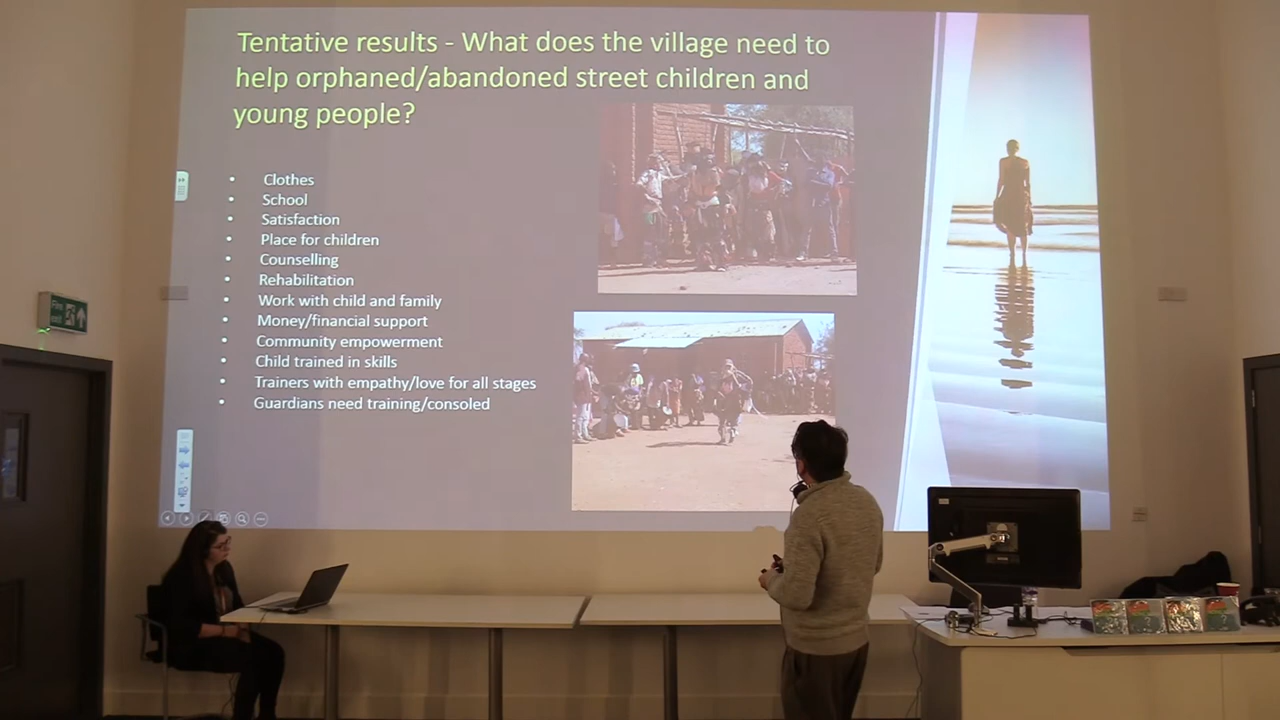 Tentative results - What does the village need to
help orphaned/abandoned street children and
young people?
• Clothes
• School
• Satisfaction
• Place for children
• Counselling
• Rehabilitation
• Work with child and family
• Money/financial support
• Community empowerment
• Child trained in skills
• Trainers with empathy/love for all stages
• Guardians need training/consoled